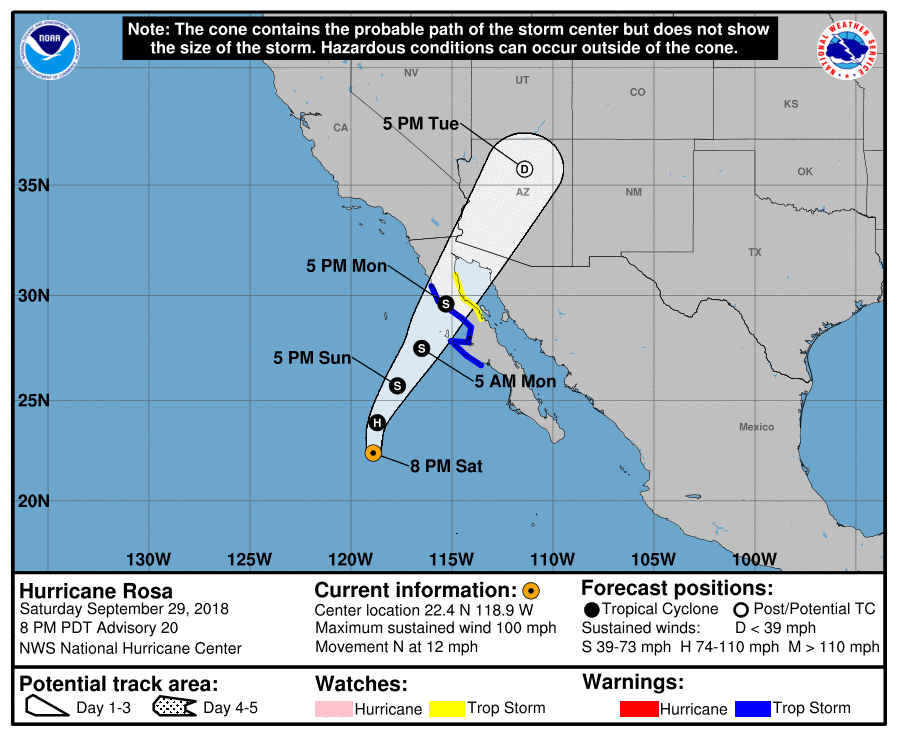 Note: The cone contains the probable path of the storm center but does not show
the size of the storm. Hazardous conditions can occur outside of the cone.
NOAA
NATIONAL WEATHER SERVICE
NV
UT
CO
KS
CA
5 PM Tue
D
OK
35N
AZ
NM
TX
5 PM Mon
30N
S
S
5 PM Sun
S
5 AM Mon
25N
H
Mexico
8 PM Sat
20N
130W
125W
120W
115W
110W
105W
100W
Hurricane Rosa
Saturday September 29, 2018
8 PM PDT Advisory 20
NWS National Hurricane Center
Current information:
Center location 22.4 N 118.9 W
Maximum sustained wind 100 mph
Movement N at 12 mph
Forecast positions:
Tropical Cyclone Post/Potential TC
Sustained winds: D < 39 mph
S 39-73 mph H 74-110 mph M > 110 mph
Potential track area:
Day 1-3 Day 4-5
Watches:
Hurricane Trop Storm
Warnings:
Hurricane Trop Storm